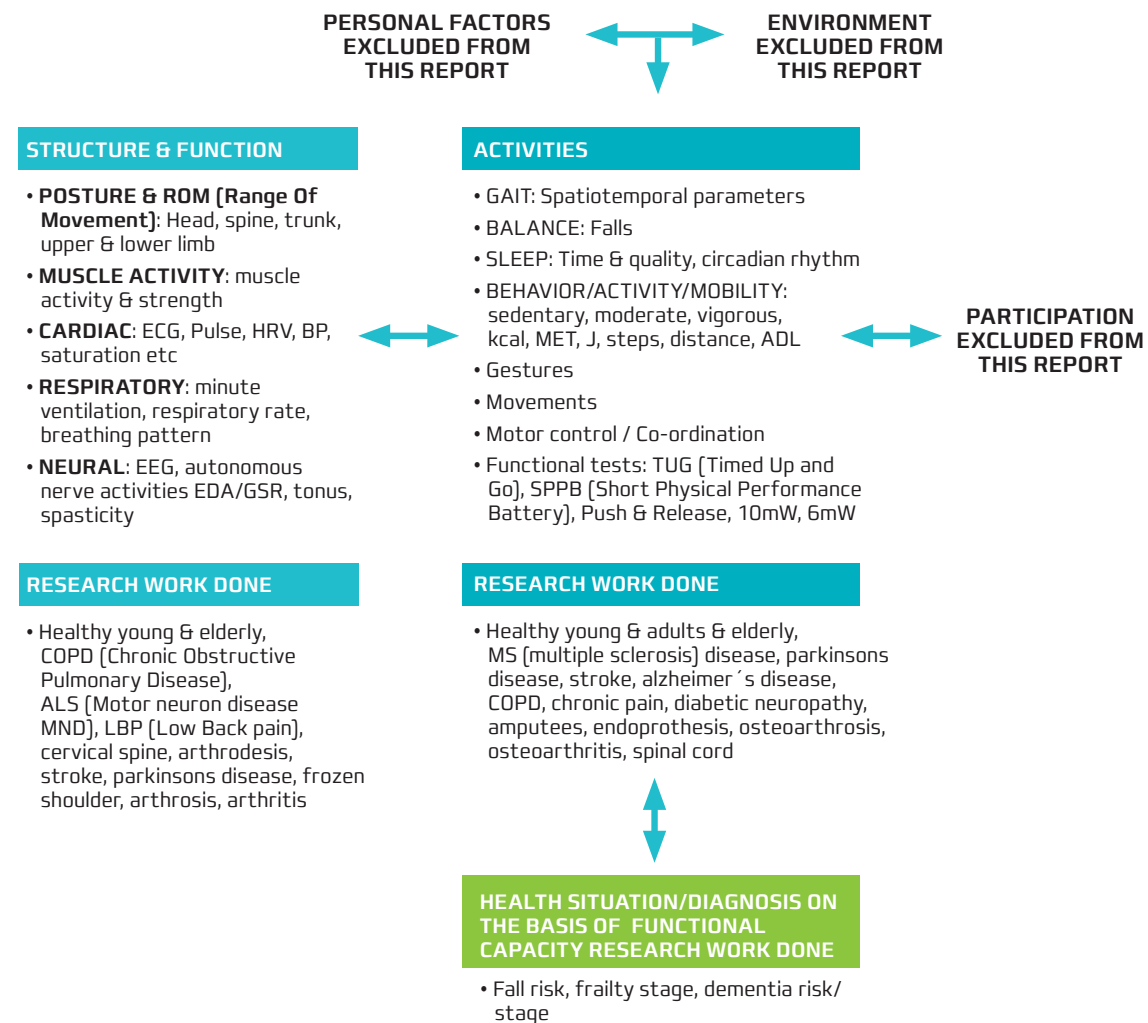 PERSONAL FACTORS
EXCLUDED FROM
THIS REPORT
ENVIRONMENT
EXCLUDED FROM
THIS REPORT
STRUCTURE & FUNCTION
• POSTURE & ROM (Range Of
Movement): Head, spine, trunk,
upper & lower limb
• MUSCLE ACTIVITY: muscle
activity & strength
• CARDIAC: ECG, Pulse, HRV, BP,
saturation etc
• RESPIRATORY: minute
ventilation, respiratory rate,
breathing pattern
• NEURAL: EEG, autonomous
nerve activities EDA/GSR, tonus,
spasticity
ACTIVITIES
• GAIT: Spatiotemporal parameters
• BALANCE: Falls
• SLEEP: Time & quality, circadian rhythm
• BEHAVIOR/ACTIVITY/MOBILITY:
sedentary, moderate, vigorous,
kcal, MET, J, steps, distance, ADL
• Gestures
• Movements
• Motor control / Co-ordination
• Functional tests: TUG (Timed Up and
Go), SPPB (Short Physical Performance
Battery), Push & Release, 10mW, 6mW
PARTICIPATION
EXCLUDED FROM
THIS REPORT
RESEARCH WORK DONE
• Healthy young & elderly,
COPD (Chronic Obstructive
Pulmonary Disease),
ALS (Motor neuron disease
MND), LBP (Low Back pain),
cervical spine, arthrodesis,
stroke, parkinsons disease, frozen
shoulder, arthrosis, arthritis
RESEARCH WORK DONE
• Healthy young & adults & elderly,
MS (multiple sclerosis) disease, parkinsons
disease, stroke, alzheimer´s disease,
COPD, chronic pain, diabetic neuropathy,
amputees, endoprothesis, osteoarthrosis,
osteoarthritis, spinal cord
HEALTH SITUATION/DIAGNOSIS ON
THE BASIS OF FUNCTIONAL
CAPACITY RESEARCH WORK DONE
• Fall risk, frailty stage, dementia risk/
stage